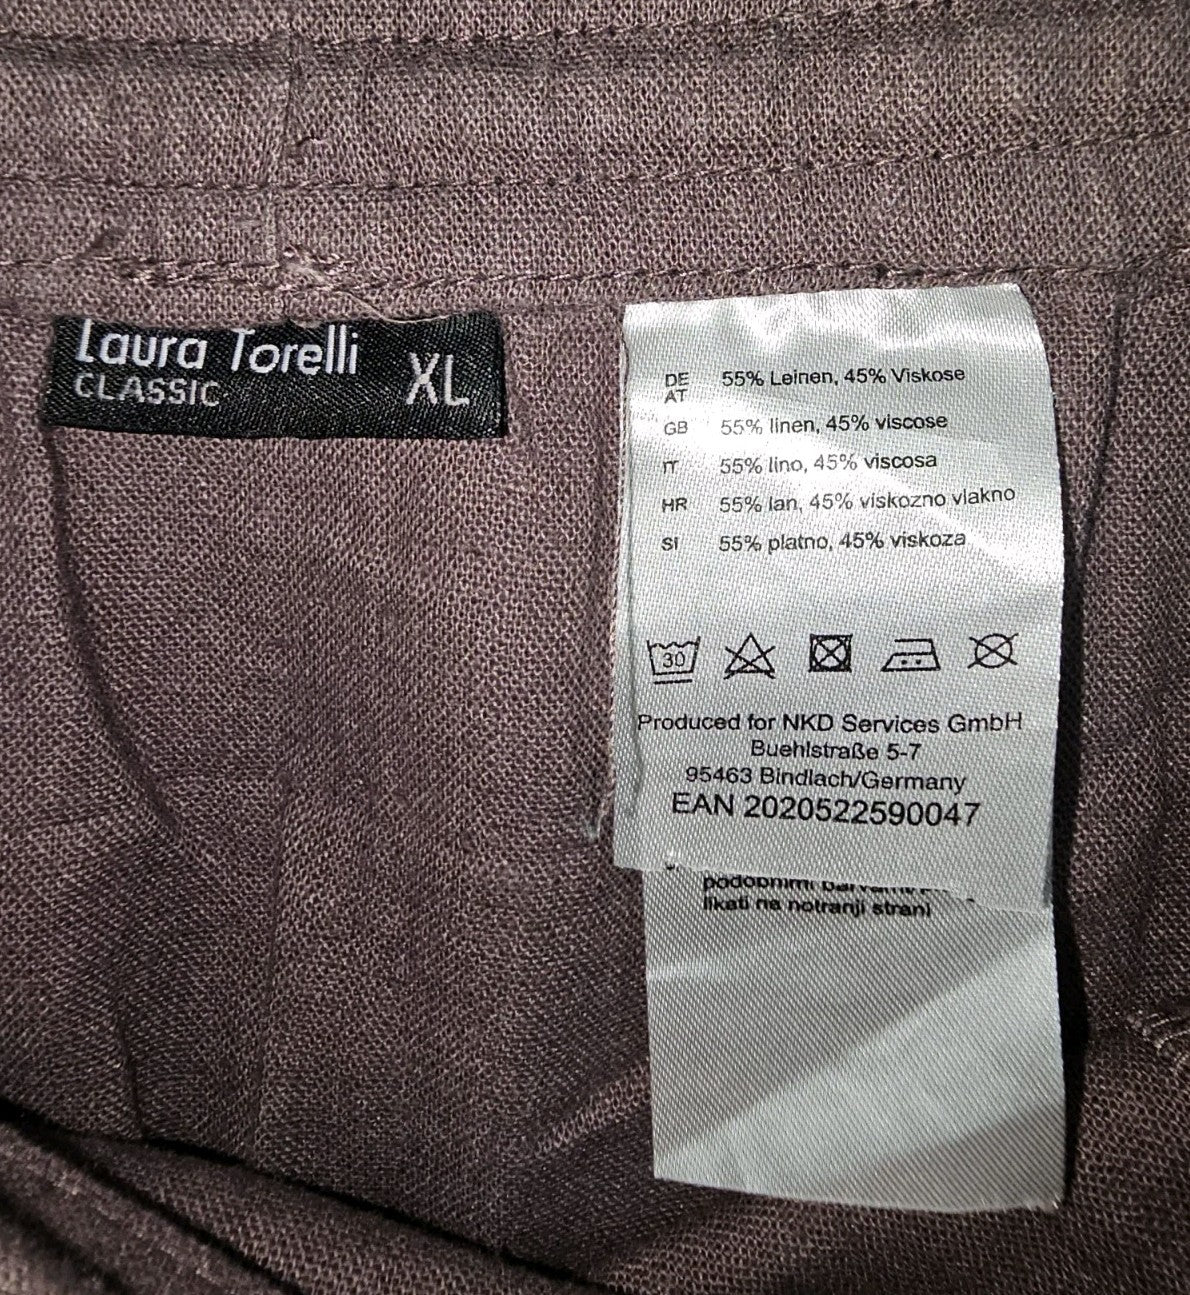 Laura Torelli
CLASSIC
XL
DE 55% Leinen, 45% Viskose
AT
GB 55% linen, 45% viscose
IT 55% lino, 45% viscosa
HR 55% lan, 45% viskozno vlakno
SI 55% platno, 45% viskoza
30
Produced for NKD Services GmbH
Buehlstraße 5-7
95463 Bindlach/Germany
EAN 2020522590047
podobnimi
likati na notranji strani